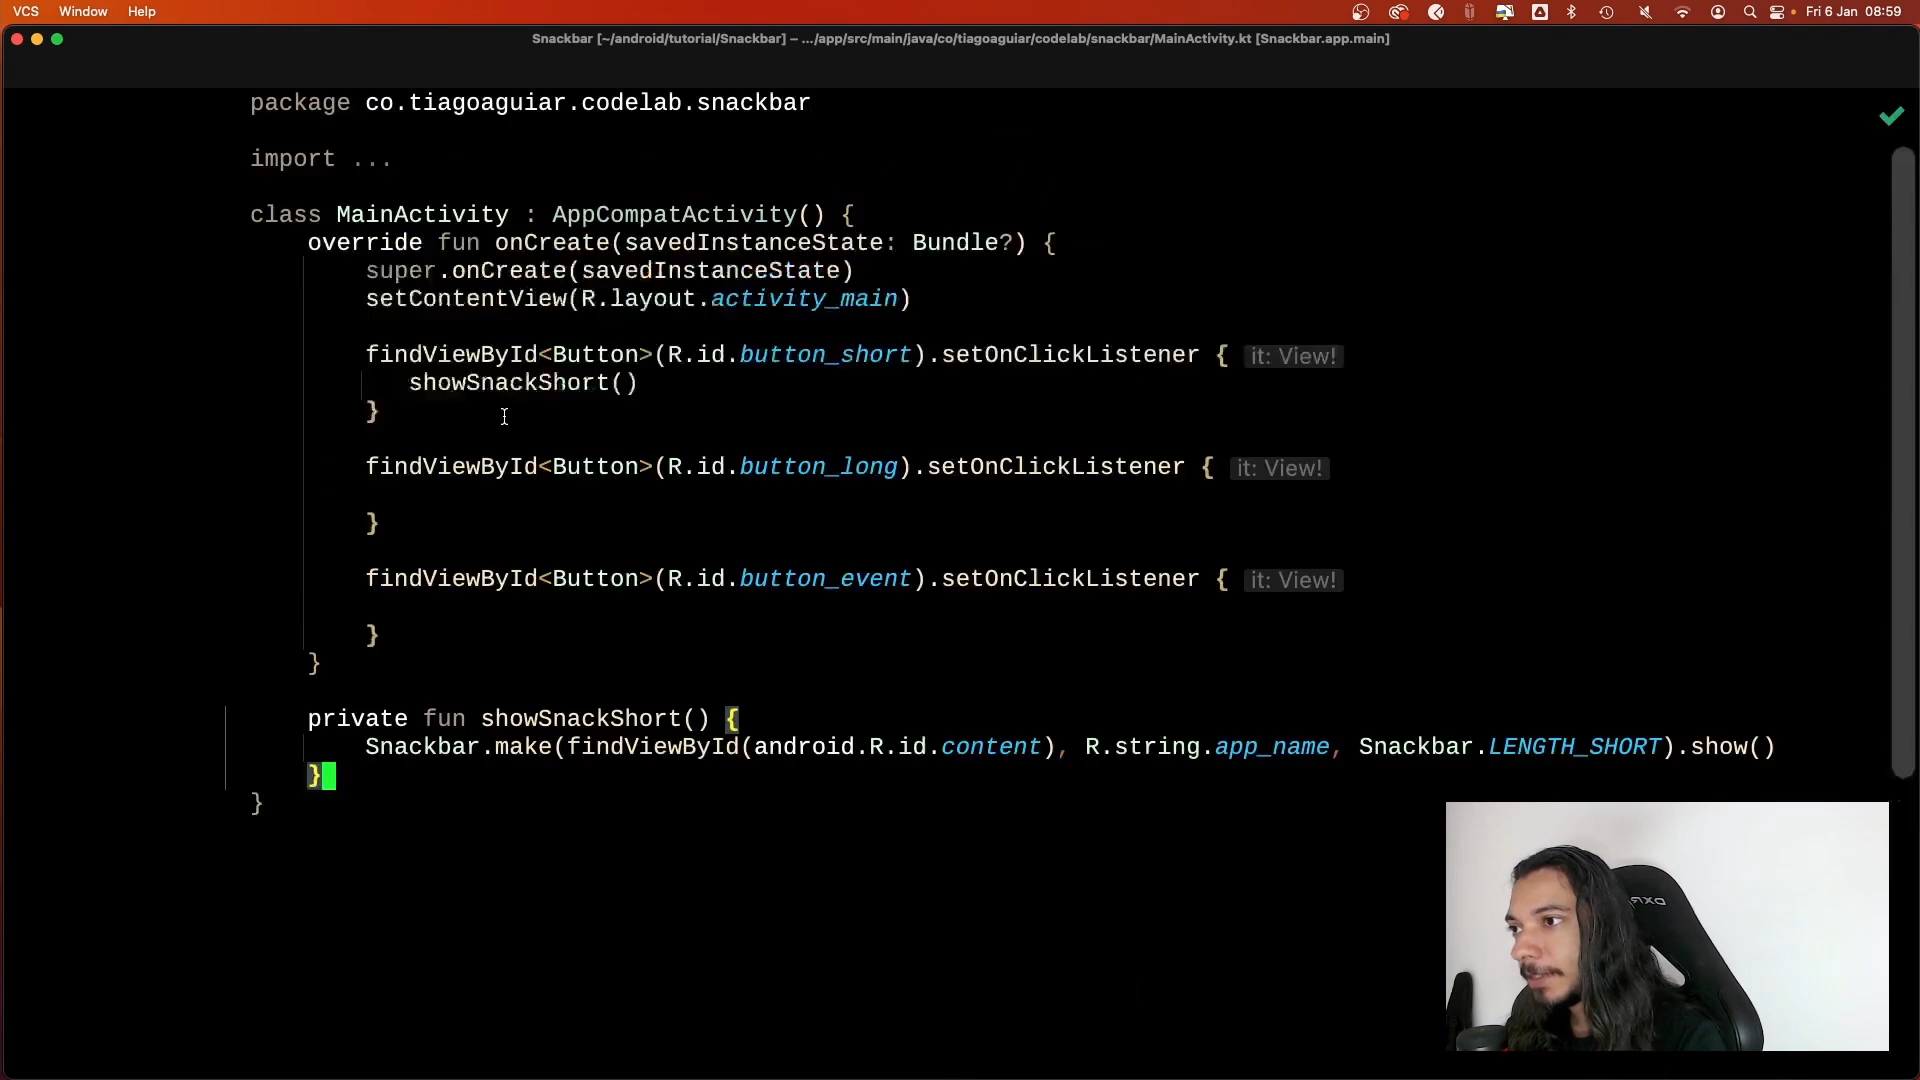 VCS Window Help Fri 6 Jan 08:59
Snackbar [~/android/tutorial/Snackbar] – .../app/src/main/java/co/tiagoaguiar/codelab/snackbar/MainActivity.kt [Snackbar.app.main]
package co.tiagoaguiar.codelab.snackbar
import ...
class MainActivity : AppCompatActivity() {
override fun onCreate(savedInstanceState: Bundle?) {
super.onCreate(savedInstanceState)
setContentView(R.layout.activity_main)
findViewById<Button>(R.id.button_short).setOnClickListener { it: View!
showSnackShort()
}
findViewById<Button>(R.id.button_long).setOnClickListener { it: View!
}
findViewById<Button>(R.id.button_event).setOnClickListener { it: View!
}
}
private fun showSnackShort() {
Snackbar.make(findViewById(android.R.id.content), R.string.app_name, Snackbar.LENGTH_SHORT).show()
}
}